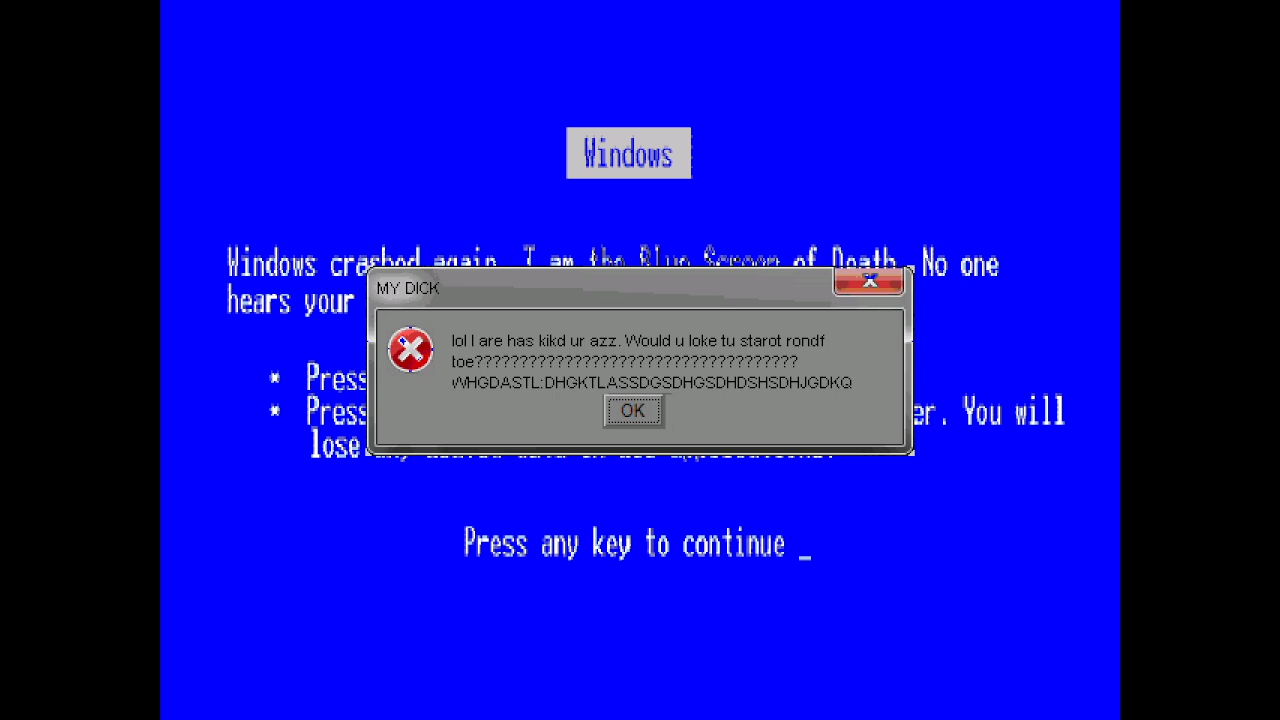 Windows
Windows crashed again. I am the Blue Screen of Death. No one
hears your
MY DICK
X
lol I are has kikd ur azz. Would u loke tu starot rondf
toe????????????????????????????????????
WHGDASTL:DHGKTLASSDGSDHGSDHDSHSDHJGDKQ
OK
* Press
* Press er. You will
lose
Press any key to continue _